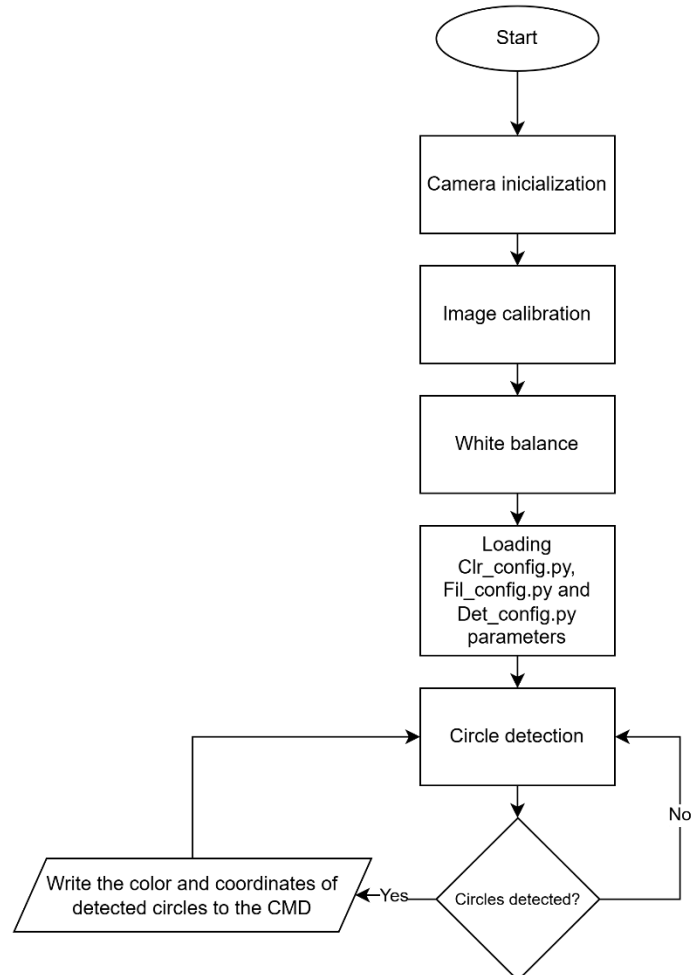 Start
Camera inicialization
Image calibration
White balance
Loading
Clr_config.py,
Fil_config.py and
Det_config.py
parameters
Circle detection
No
Write the color and coordinates of
detected circles to the CMD
Yes
Circles detected?